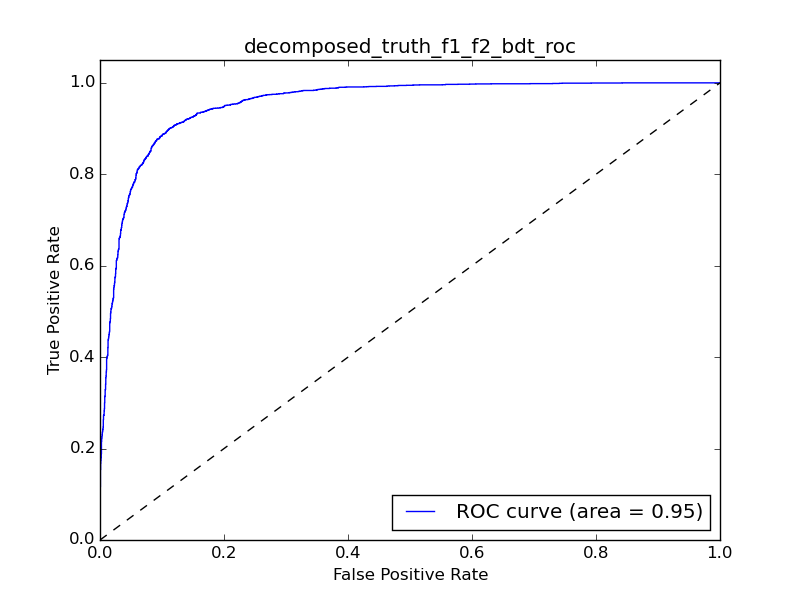 decomposed_truth_f1_f2_bdt_roc
1.0
0.8
0.6
0.4
0.2
0.0
True Positive Rate
ROC curve (area = 0.95)
0.0 0.2 0.4 0.6 0.8 1.0
False Positive Rate